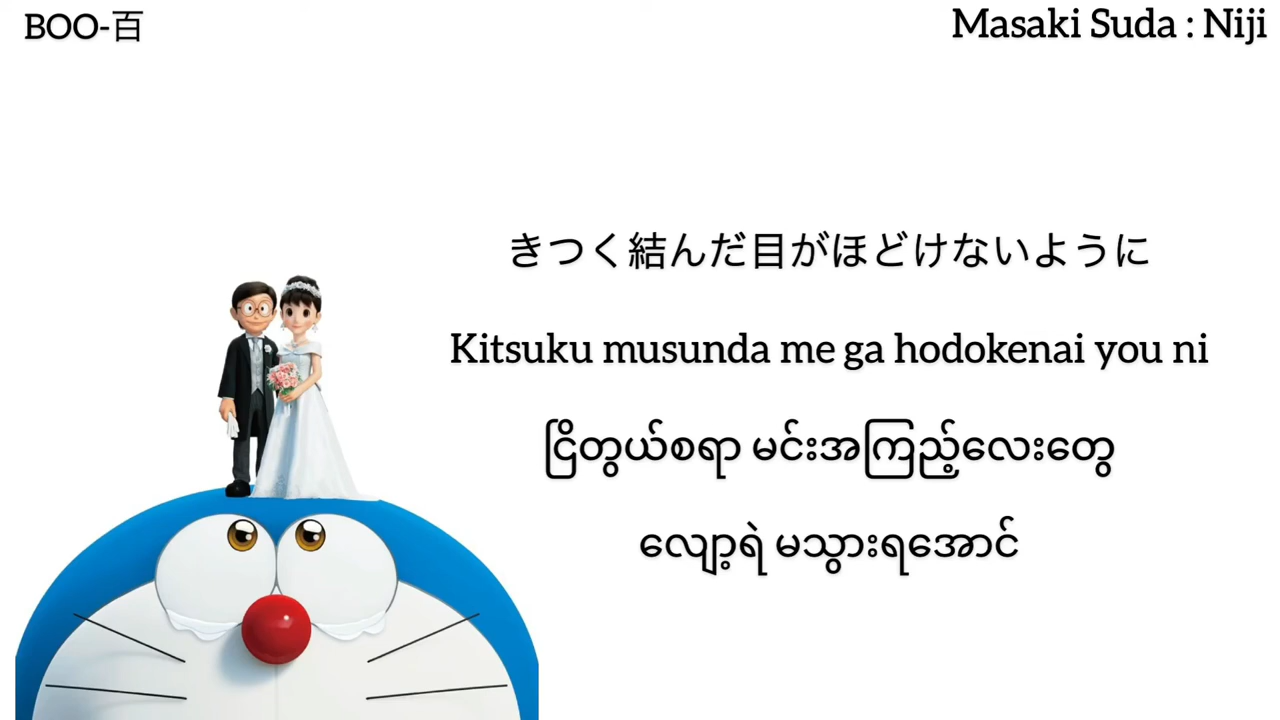 BOO-百
Masaki Suda : Niji
きつく結んだ目がほどけないように
Kitsuku musunda me ga hodokenai you ni
ငြိတွယ်စရာ မင်းအကြည့်လေးတွေ
လျော့ရဲ မသွားရအောင်